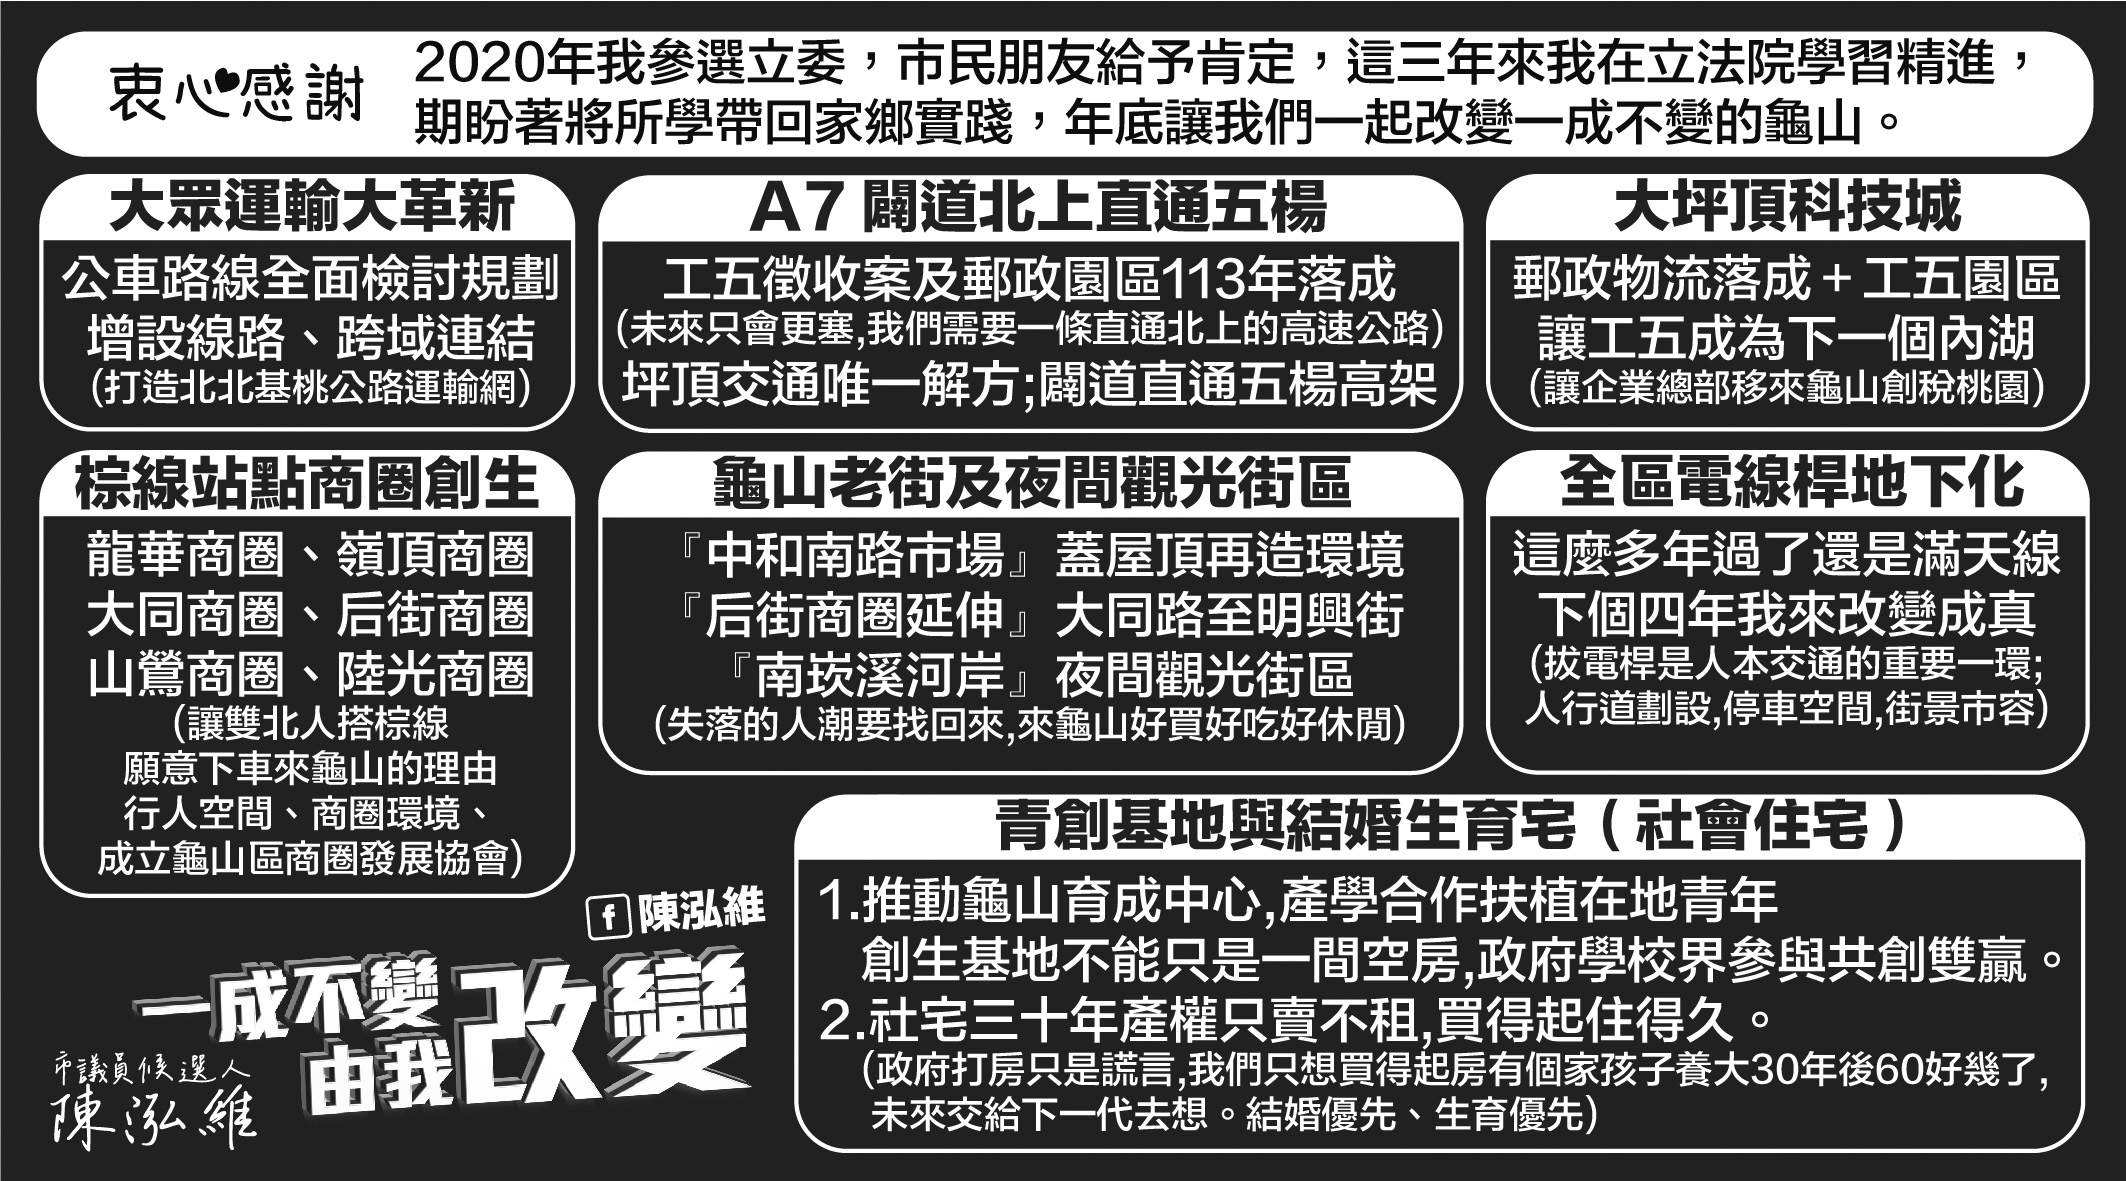 衷心感謝
2020年我參選立委，市民朋友給予肯定，這三年來我在立法院學習精進，
期盼著將所學帶回家鄉實踐，年底讓我們一起改變一成不變的龜山。
大眾運輸大革新
公車路線全面檢討規劃
增設線路、跨域連結
(打造北北基桃公路運輸網)
A7 闢道北上直通五楊
工五徵收案及郵政園區113年落成
(未來只會更塞,我們需要一條直通北上的高速公路)
坪頂交通唯一解方;闢道直通五楊高架
大坪頂科技城
郵政物流落成+工五園區
讓工五成為下一個內湖
(讓企業總部移來龜山創稅桃園)
棕線站點商圈創生
龍華商圈、嶺頂商圈
大同商圈、后街商圈
山鶯商圈、陸光商圈
(讓雙北人搭棕線
願意下車來龜山的理由
行人空間、商圈環境、
成立龜山區商圈發展協會)
龜山老街及夜間觀光街區
『中和南路市場』蓋屋頂再造環境
『后街商圈延伸』大同路至明興街
『南崁溪河岸』夜間觀光街區
(失落的人潮要找回來,來龜山好買好吃好休閒)
全區電線桿地下化
這麼多年過了還是滿天線
下個四年我來改變成真
(拔電桿是人本交通的重要一環;
人行道劃設,停車空間,街景市容)
青創基地與結婚生育宅（社會住宅）
1.推動龜山育成中心,產學合作扶植在地青年
創生基地不能只是一間空房,政府學校界參與共創雙贏。
2.社宅三十年產權只賣不租,買得起住得久。
(政府打房只是謊言,我們只想買得起房有個家孩子養大30年後60好幾了,
未來交給下一代去想。結婚優先、生育優先)
f 陳泓維
一成不變
由我改變
市議員候選人
陳泓維